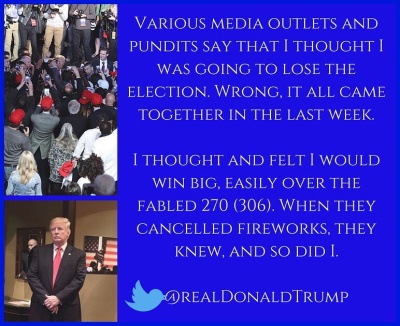 Various media outlets and
pundits say that I thought I
was going to lose the
election. Wrong, it all came
together in the last week.
I thought and felt I would
win big, easily over the
fabled 270 (306). When they
cancelled fireworks, they
knew, and so did I.
@realDonaldTrump